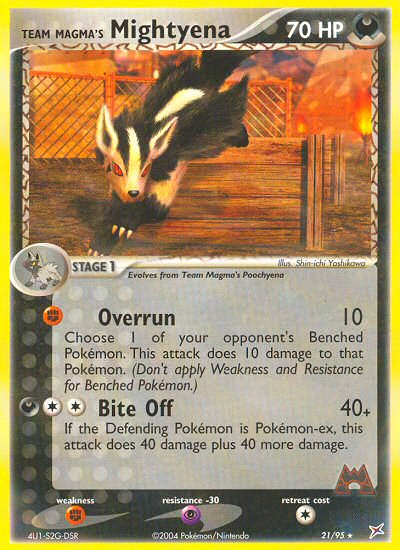 TEAM MAGMA'S Mightyena 70 HP
Illus. Shin-ichi Yoshikawa
STAGE 1
Evolves from Team Magma's Poochyena
Overrun 10
Choose 1 of your opponent's Benched
Pokémon. This attack does 10 damage to that
Pokémon. (Don't apply Weakness and Resistance
for Benched Pokémon.)
Bite Off 40+
If the Defending Pokémon is Pokémon-ex, this
attack does 40 damage plus 40 more damage.
weakness resistance -30 retreat cost
4U1-S2G-DSR ©2004 Pokémon/Nintendo 21/95 ★